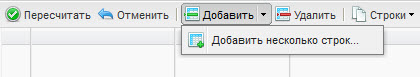 Пересчитать Отменить Добавить Удалить Строки
Добавить несколько строк...